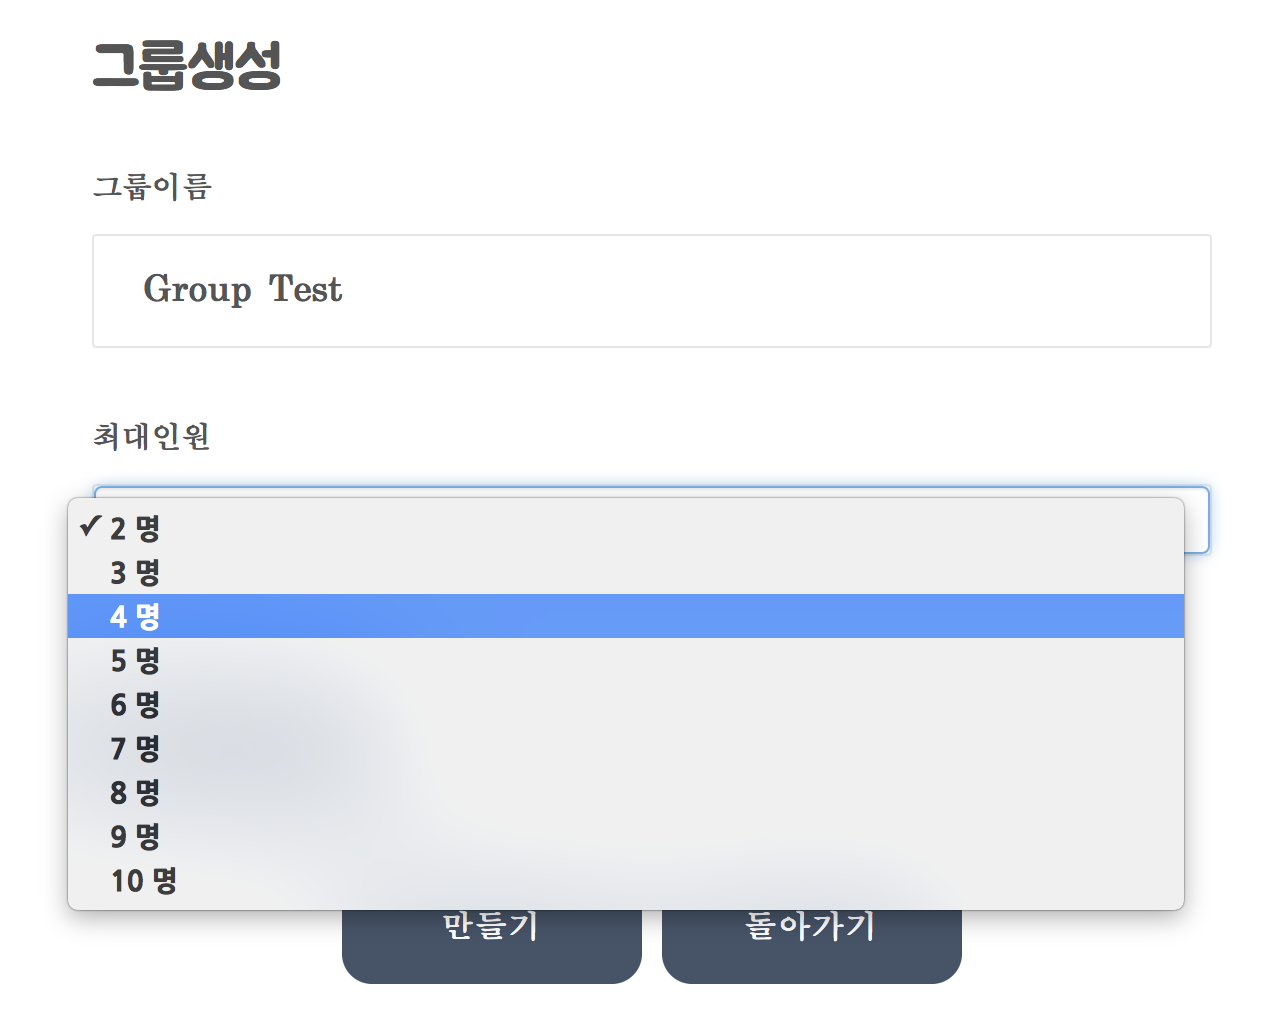 그룹생성
그룹이름
Group Test
최대인원
✓ 2 명
3 명
4 명
5 명
6 명
7 명
8 명
9 명
10 명
만들기 돌아가기